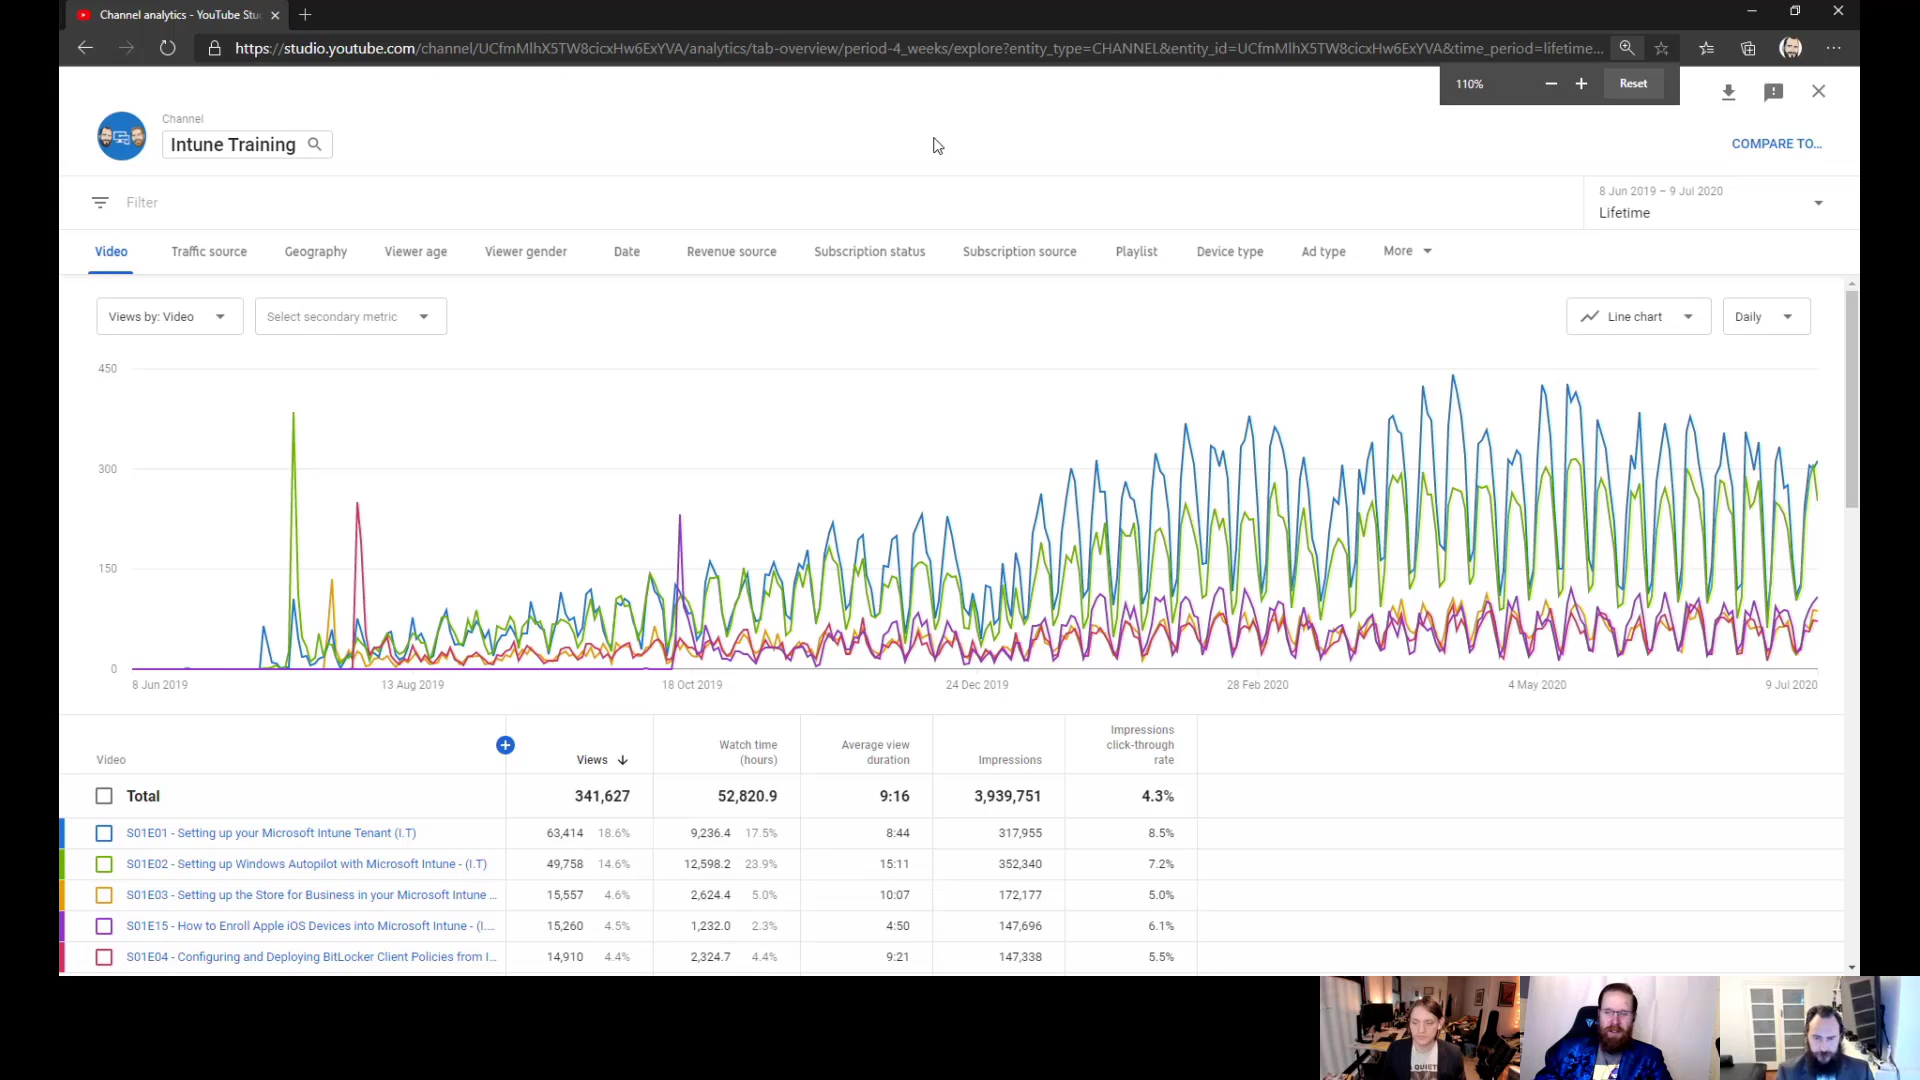 Channel analytics - YouTube Stu
https://studio.youtube.com/channel/UCfmMlhX5TW8cicxHw6ExYVA/analytics/tab-overview/period-4_weeks/explore?entity_type=CHANNEL&entity_id=UCfmMlhX5TW8cicxHw6ExYVA&time_period=lifetime...
110%
Reset
Channel
Intune Training
COMPARE TO...
Filter
8 Jun 2019 – 9 Jul 2020
Lifetime
Video Traffic source Geography Viewer age Viewer gender Date Revenue source Subscription status Subscription source Playlist Device type Ad type More
Views by: Video Select secondary metric Line chart Daily
450
300
150
0
8 Jun 2019 13 Aug 2019 18 Oct 2019 24 Dec 2019 28 Feb 2020 4 May 2020 9 Jul 2020
Video Views Watch time (hours) Average view duration Impressions Impressions click-through rate
Total 341,627 52,820.9 9:16 3,939,751 4.3%
S01E01 - Setting up your Microsoft Intune Tenant (I.T) 63,414 18.6% 9,236.4 17.5% 8:44 317,955 8.5%
S01E02 - Setting up Windows Autopilot with Microsoft Intune - (I.T) 49,758 14.6% 12,598.2 23.9% 15:11 352,340 7.2%
S01E03 - Setting up the Store for Business in your Microsoft Intune ... 15,557 4.6% 2,624.4 5.0% 10:07 172,177 5.0%
S01E15 - How to Enroll Apple iOS Devices into Microsoft Intune - (I.... 15,260 4.5% 1,232.0 2.3% 4:50 147,696 6.1%
S01E04 - Configuring and Deploying BitLocker Client Policies from I... 14,910 4.4% 2,324.7 4.4% 9:21 147,338 5.5%